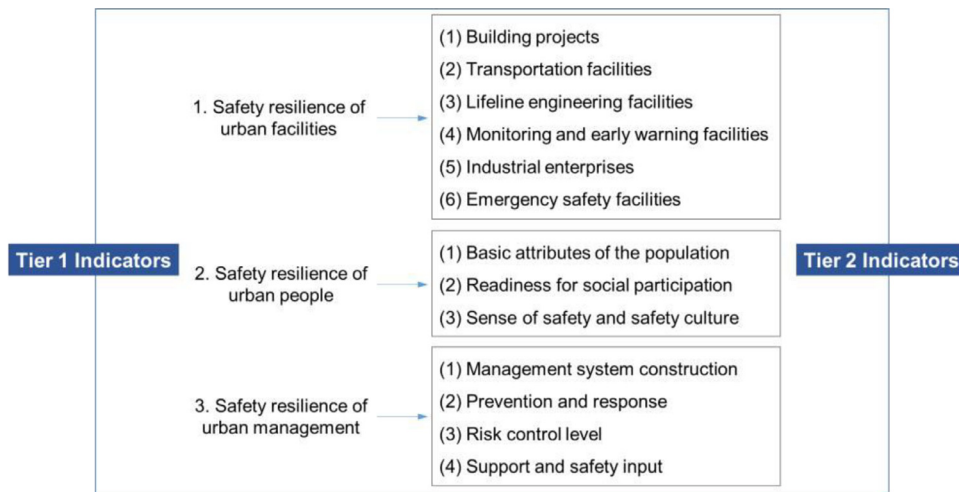 Tier 1 Indicators
1. Safety resilience of
urban facilities
(1) Building projects
(2) Transportation facilities
(3) Lifeline engineering facilities
(4) Monitoring and early warning facilities
(5) Industrial enterprises
(6) Emergency safety facilities
2. Safety resilience of
urban people
(1) Basic attributes of the population
(2) Readiness for social participation
(3) Sense of safety and safety culture
3. Safety resilience of
urban management
(1) Management system construction
(2) Prevention and response
(3) Risk control level
(4) Support and safety input
Tier 2 Indicators